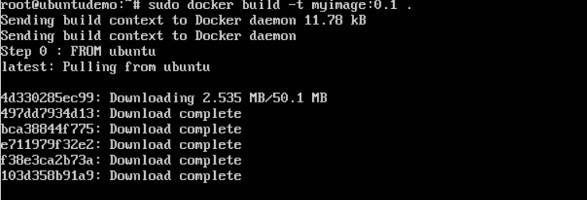 root@ubuntudemo:~# sudo docker build -t myimage:0.1 .
Sending build context to Docker daemon 11.78 kB
Sending build context to Docker daemon
Step 0 : FROM ubuntu
latest: Pulling from ubuntu
4d330285ec99: Downloading 2.535 MB/50.1 MB
497dd7934d13: Download complete
bca38844f775: Download complete
e711979f32e2: Download complete
f38e3ca2b73a: Download complete
103d358b91a9: Download complete